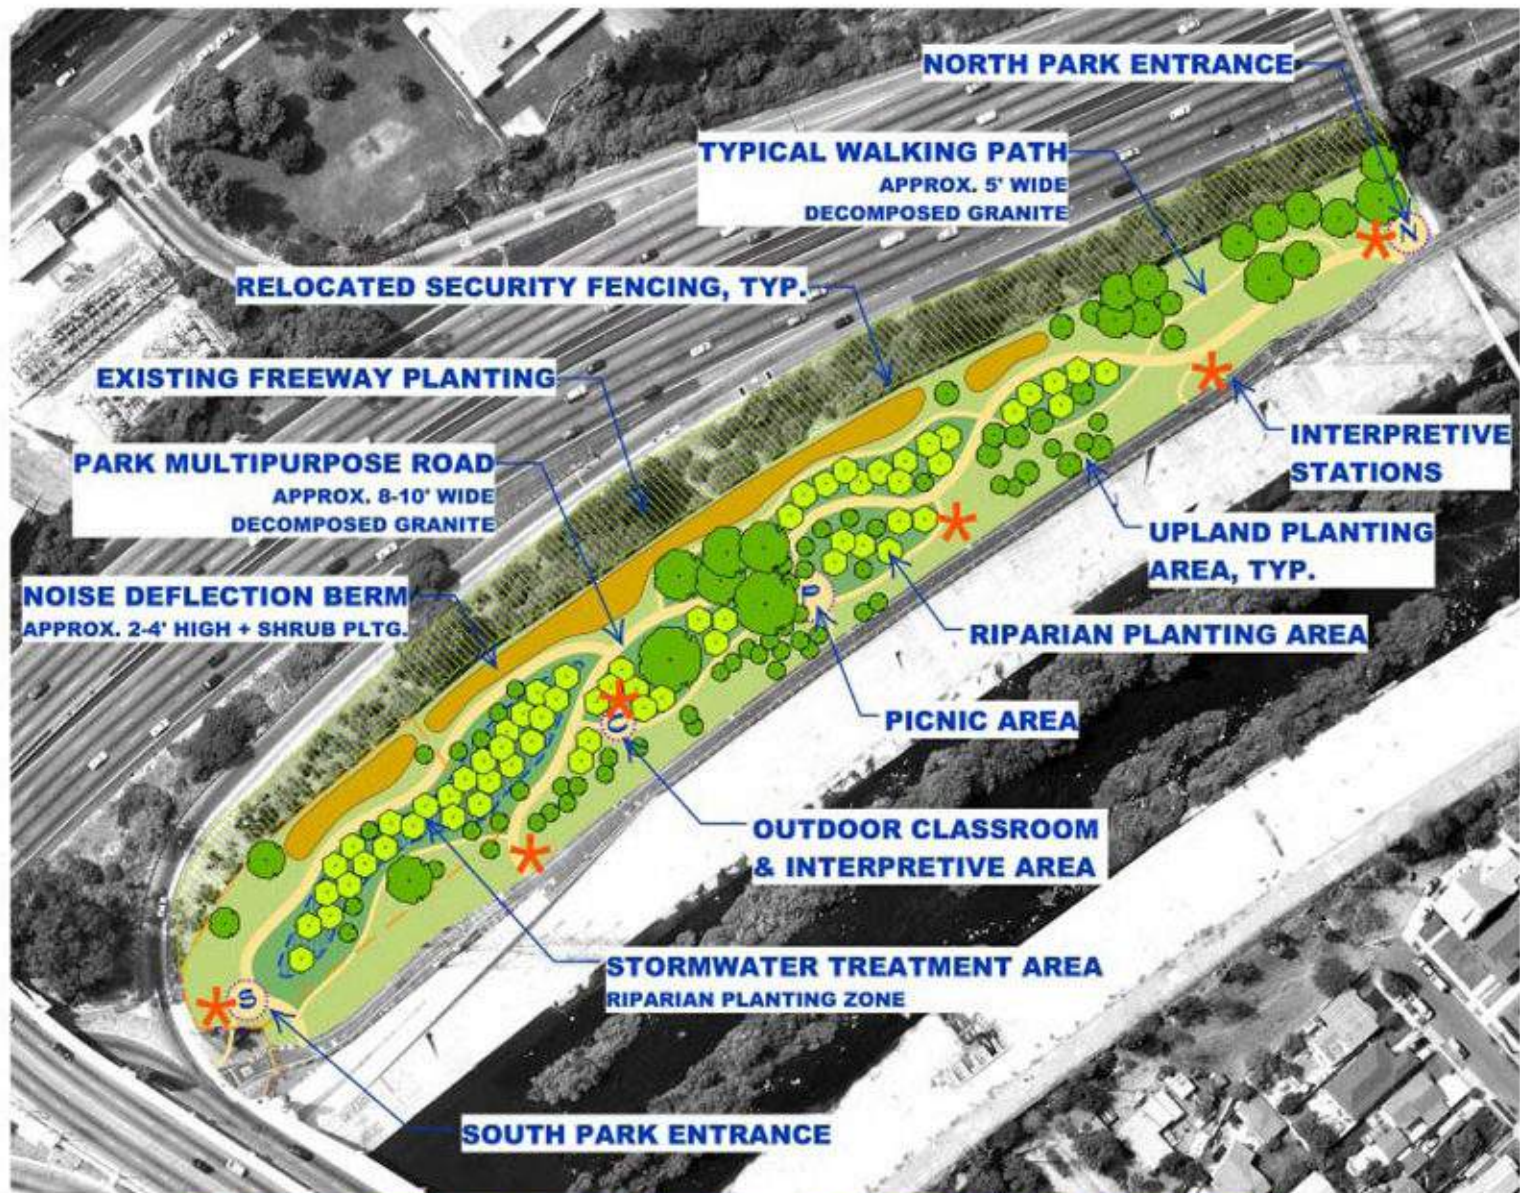 NORTH PARK ENTRANCE
TYPICAL WALKING PATH
APPROX. 5' WIDE
DECOMPOSED GRANITE
N
RELOCATED SECURITY FENCING, TYP.
EXISTING FREEWAY PLANTING
INTERPRETIVE
STATIONS
PARK MULTIPURPOSE ROAD
APPROX. 8-10' WIDE
DECOMPOSED GRANITE
UPLAND PLANTING
AREA, TYP.
NOISE DEFLECTION BERM
APPROX. 2-4' HIGH + SHRUB PLTG.
P
RIPARIAN PLANTING AREA
PICNIC AREA
C
OUTDOOR CLASSROOM
& INTERPRETIVE AREA
STORMWATER TREATMENT AREA
RIPARIAN PLANTING ZONE
S
SOUTH PARK ENTRANCE